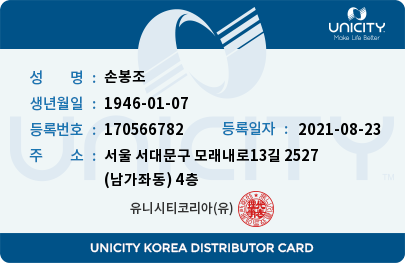 UNICITY
Make Life Better
성 명 : 손봉조
생년월일 : 1946-01-07
등록번호 : 170566782 등록일자 : 2021-08-23
주 소 : 서울 서대문구 모래내로13길 2527
(남가좌동) 4층
UNICITY
유니시티코리아(유)
UNICITY KOREA DISTRIBUTOR CARD